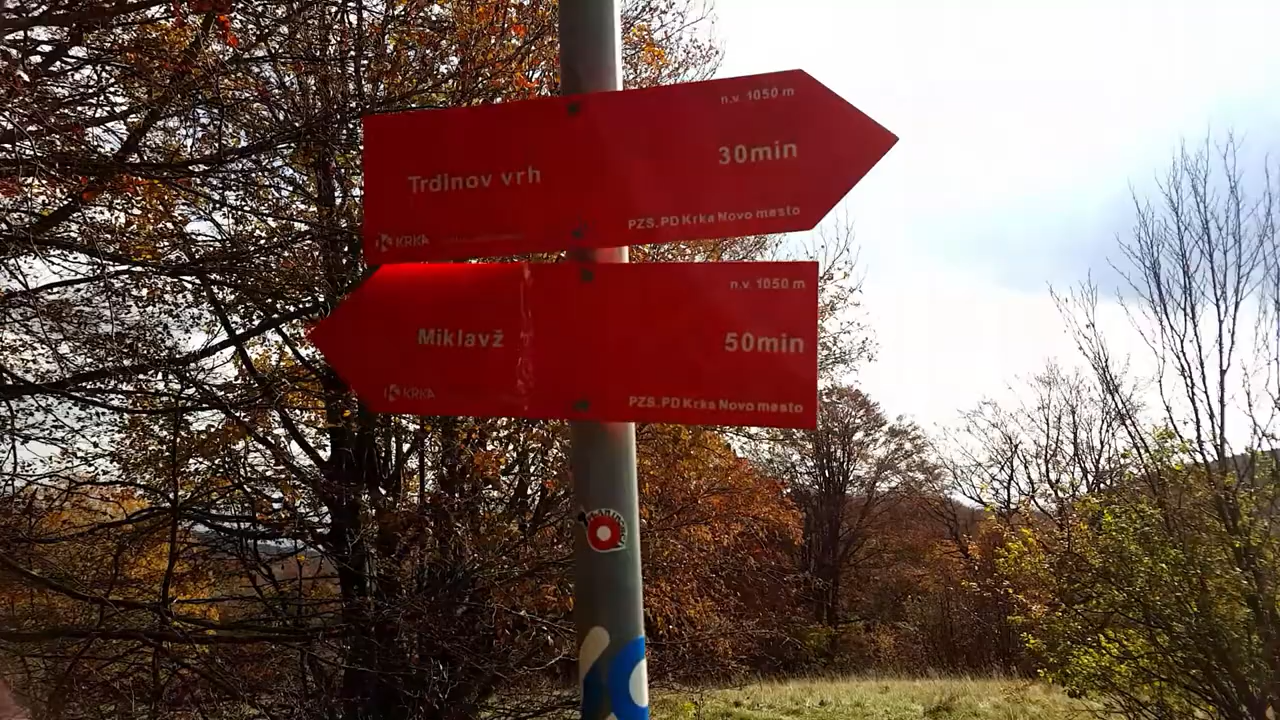 n.v. 1050 m
30min
Trdinov vrh
PZS, PD Krka Novo mesto
KRKA
n.v. 1050 m
Miklavž
50min
KRKA
PZS, PD Krka Novo mesto